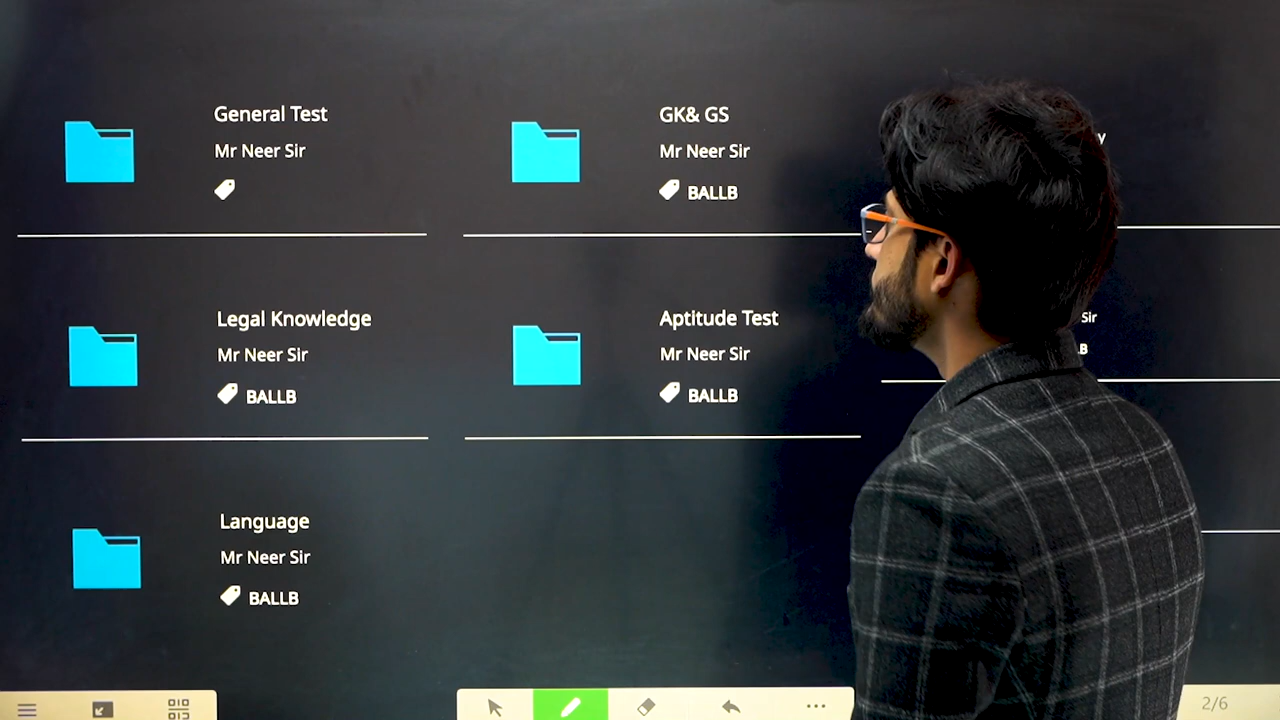 General Test
Mr Neer Sir
GK& GS
Mr Neer Sir
BALLB
Legal Knowledge
Mr Neer Sir
BALLB
Aptitude Test
Mr Neer Sir
BALLB
Sir
Language
Mr Neer Sir
BALLB
2/6